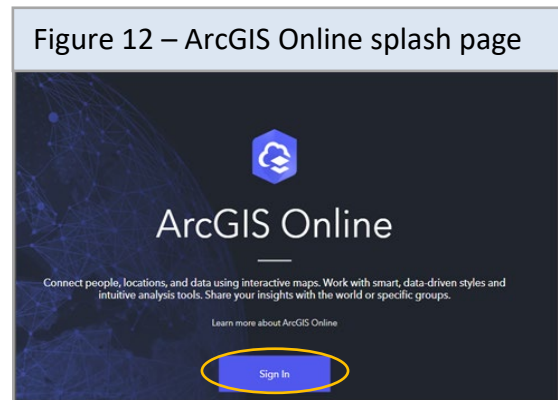 Figure 12 – ArcGIS Online splash page
ArcGIS Online
Connect people, locations, and data using interactive maps. Work with smart, data-driven styles and
intuitive analysis tools. Share your insights with the world or specific groups.
Learn more about ArcGIS Online
Sign In